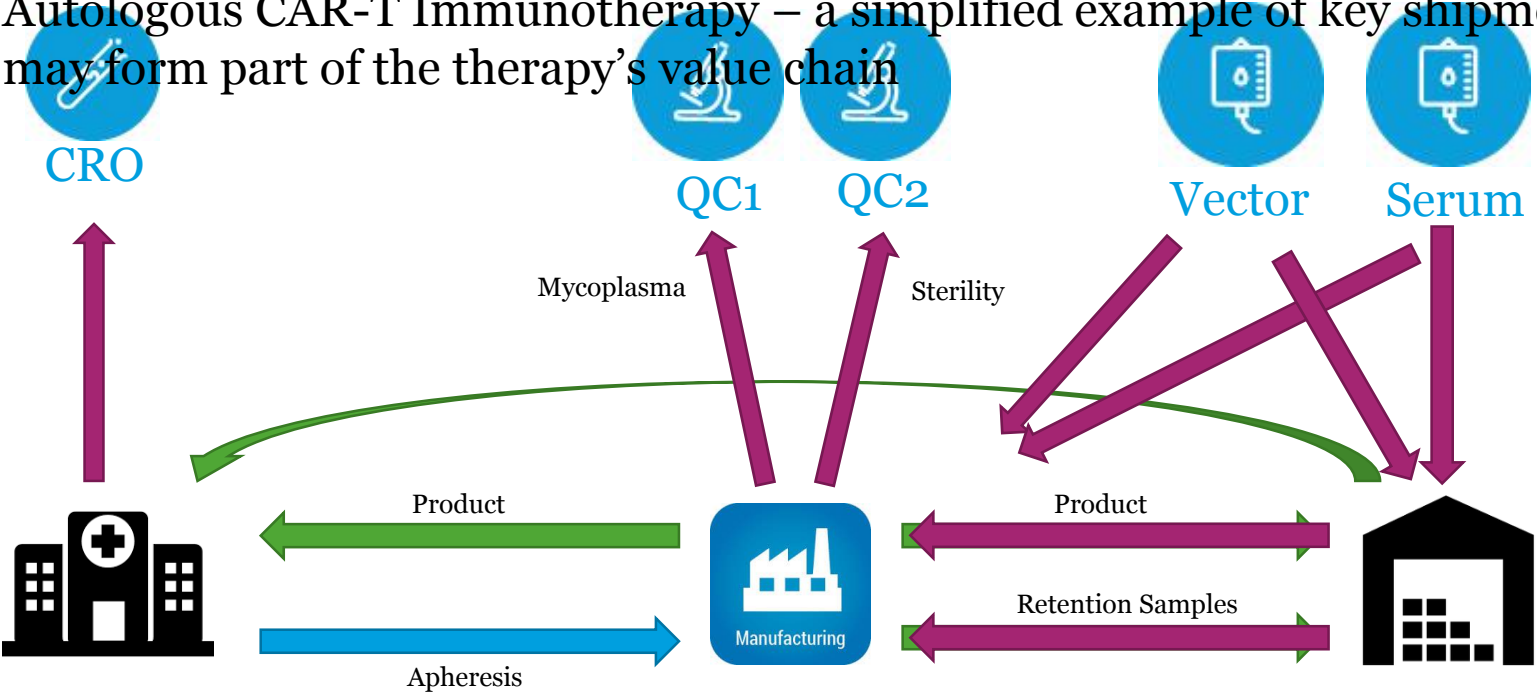 Autologous CAR-T Immunotherapy – a simplified example of key
may form part of the therapy's value chain
CRO
QC1
QC2
Vector
Serum
Mycoplasma
Sterility
Product
Product
Retention Samples
Manufacturing
Apheresis